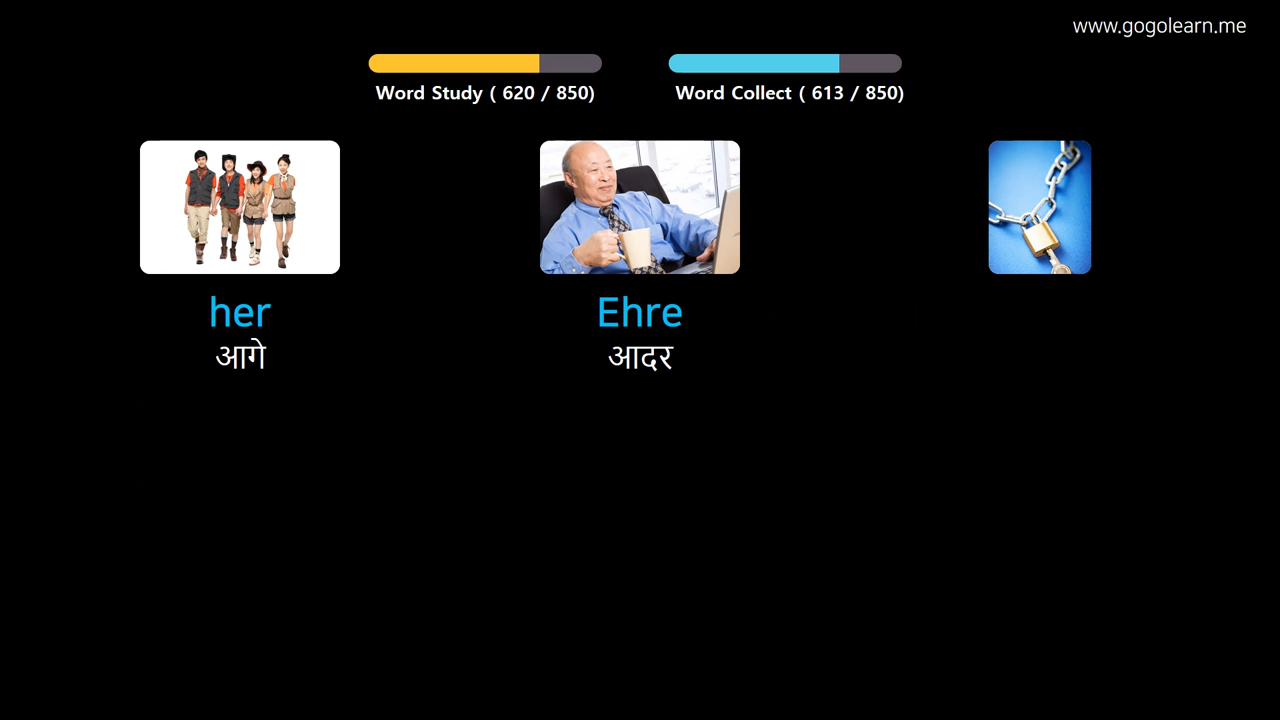 www.gogolearn.me
Word Study ( 620 / 850)
Word Collect ( 613 / 850)
her
आगे
Ehre
आदर